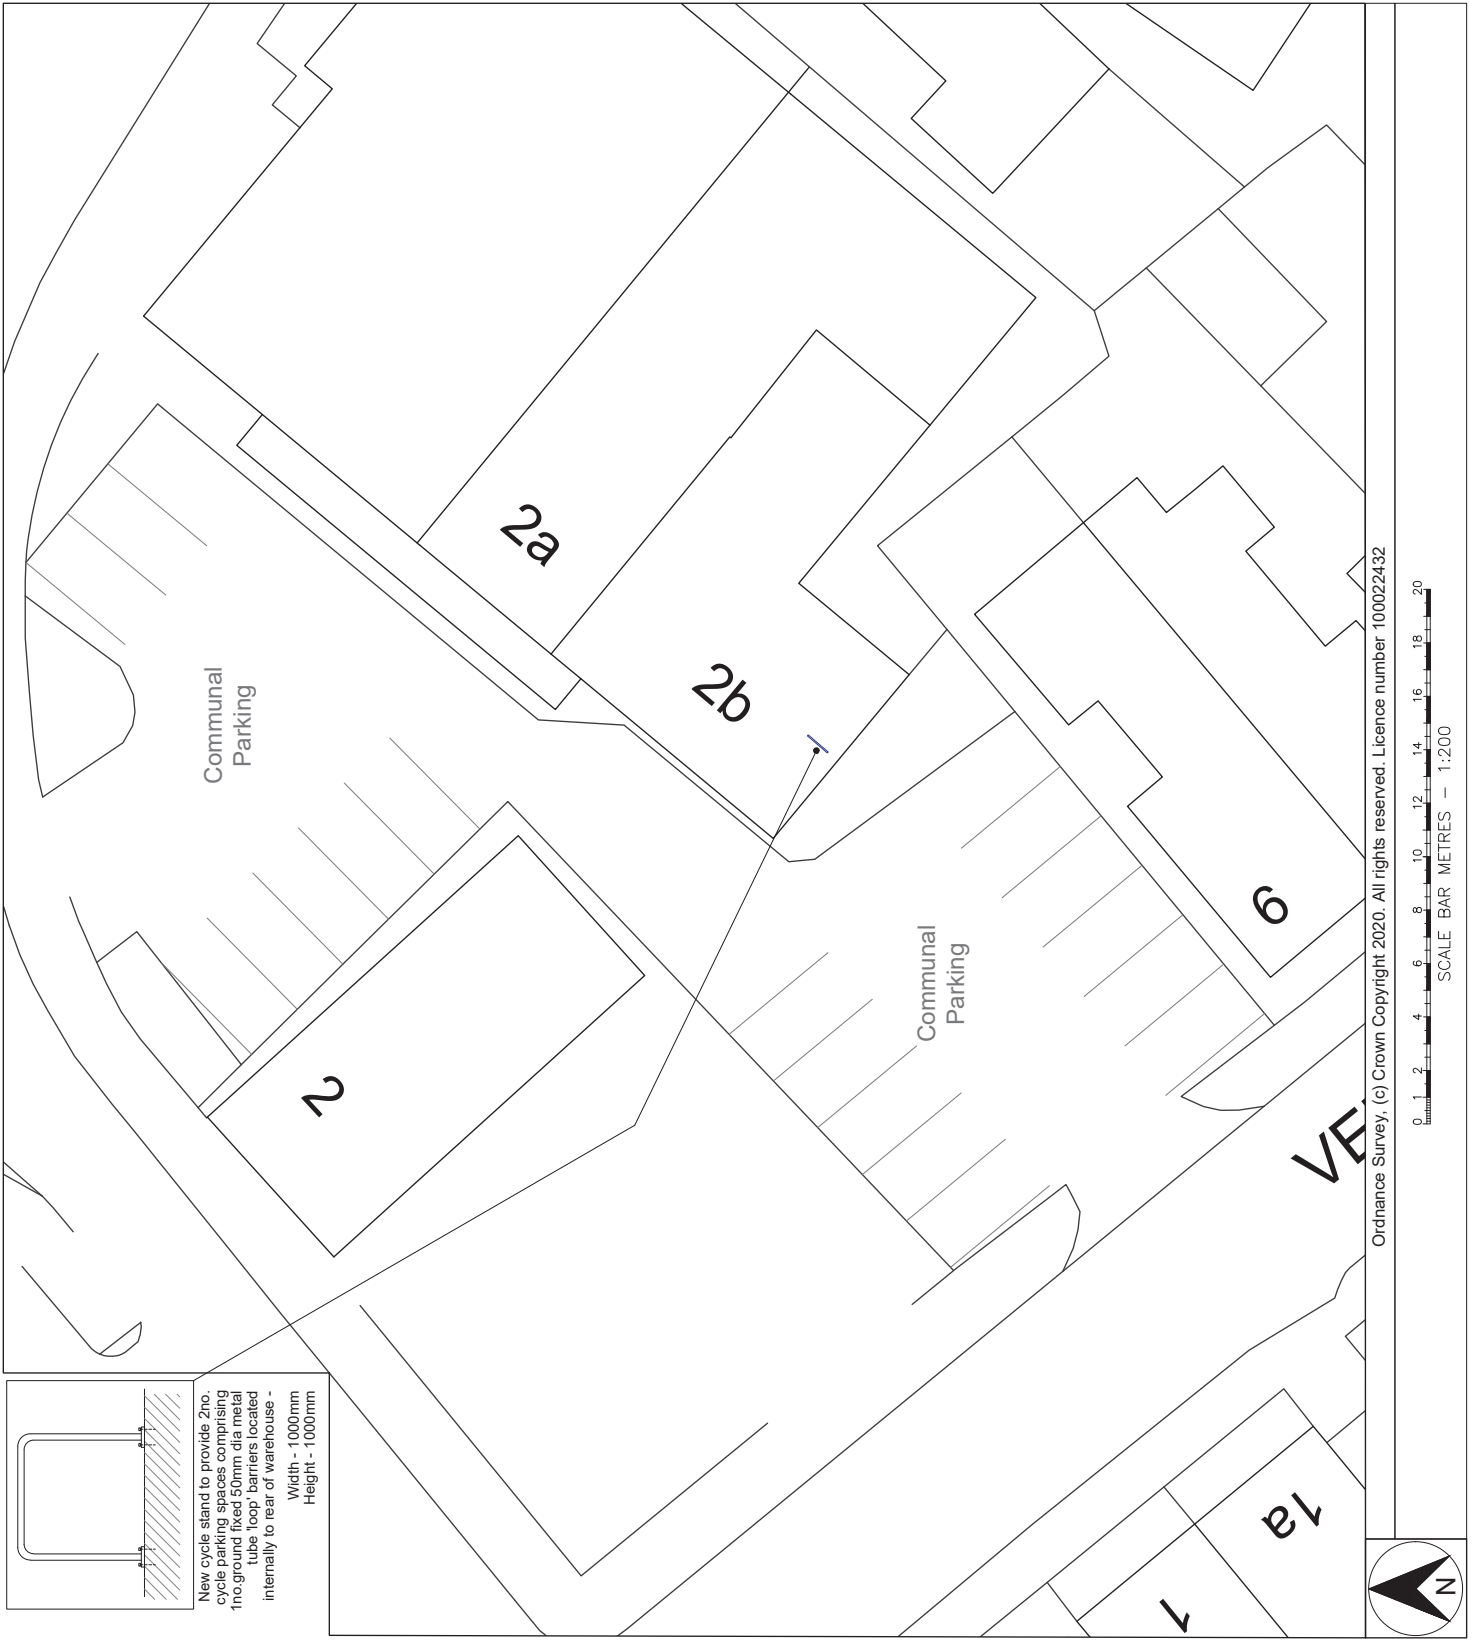 New cycle stand to provide 2no.
cycle parking spaces comprising
1no.ground fixed 50mm dia metal
tube 'loop' barriers located
internally to rear of warehouse -
Width - 1000mm
Height - 1000mm
Communal
Parking
2
2a
2b
Communal
Parking
6
1
1a
VE
Ordnance Survey, (c) Crown Copyright 2020. All rights reserved. Licence number 100022432
0 1 2 4 6 8 10 12 14 16 18 20
SCALE BAR METRES - 1:200
N